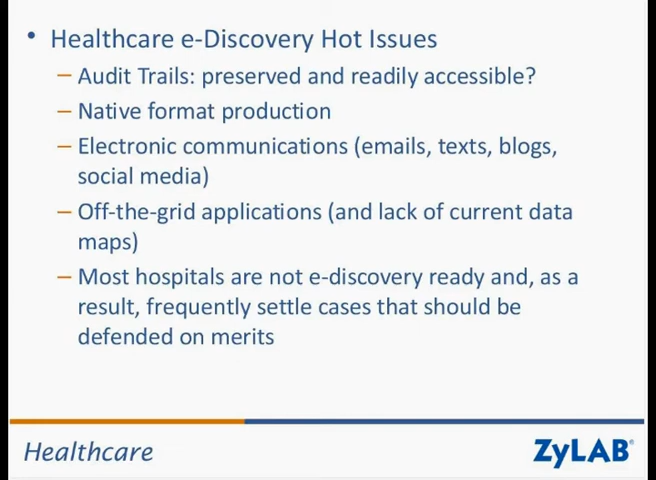 • Healthcare e-Discovery Hot Issues
– Audit Trails: preserved and readily accessible?
– Native format production
– Electronic communications (emails, texts, blogs,
social media)
– Off-the-grid applications (and lack of current data
maps)
– Most hospitals are not e-discovery ready and, as a
result, frequently settle cases that should be
defended on merits
Healthcare
ZyLAB®